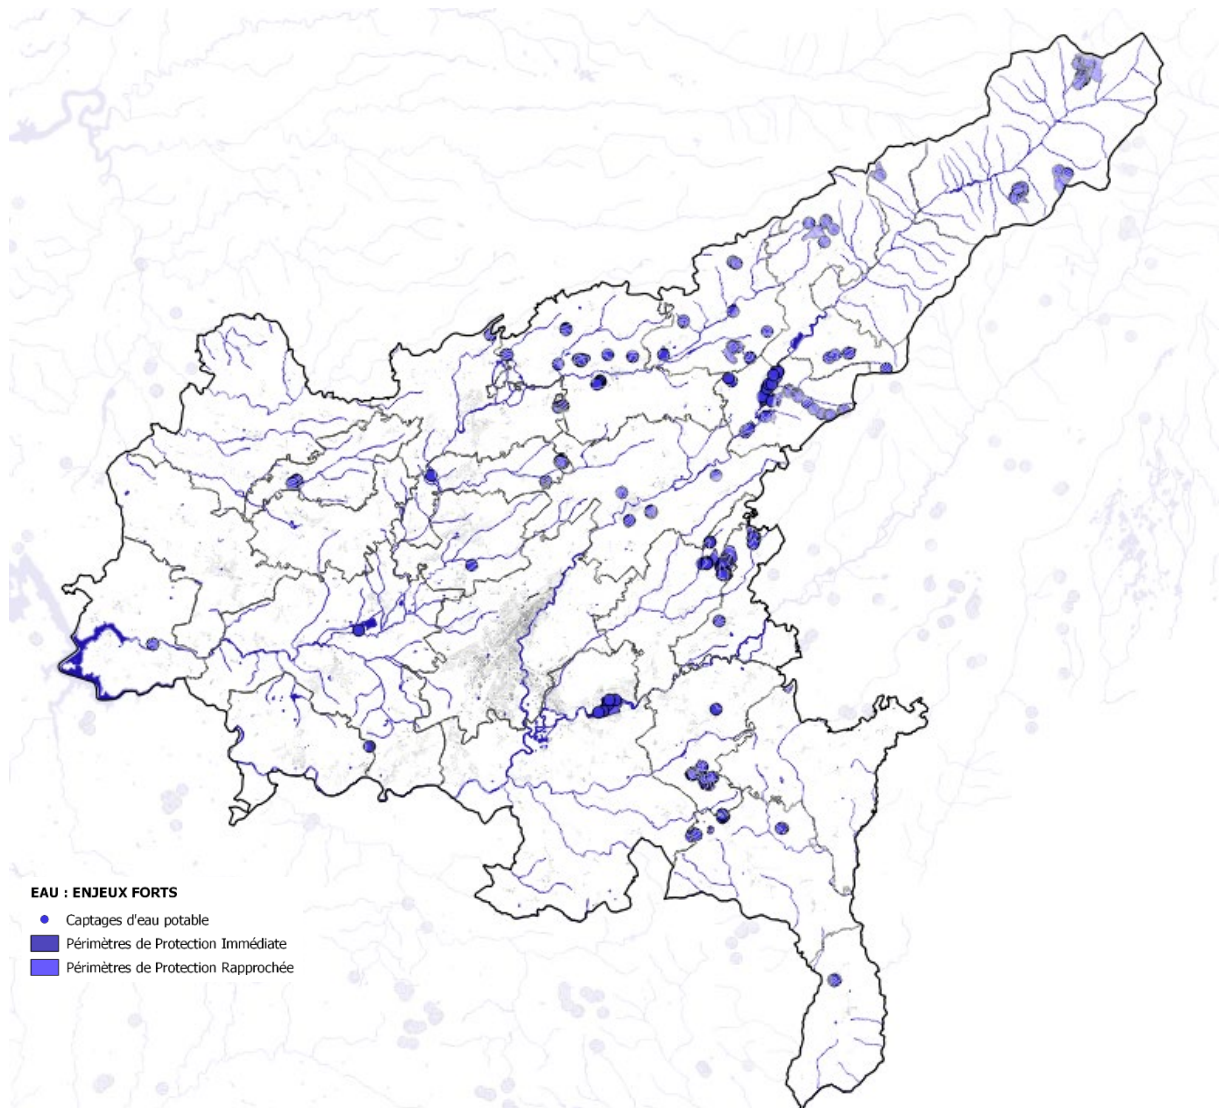 EAU : ENJEUX FORTS
Captages d'eau potable
Périmètres de Protection Immédiate
Périmètres de Protection Rapprochée